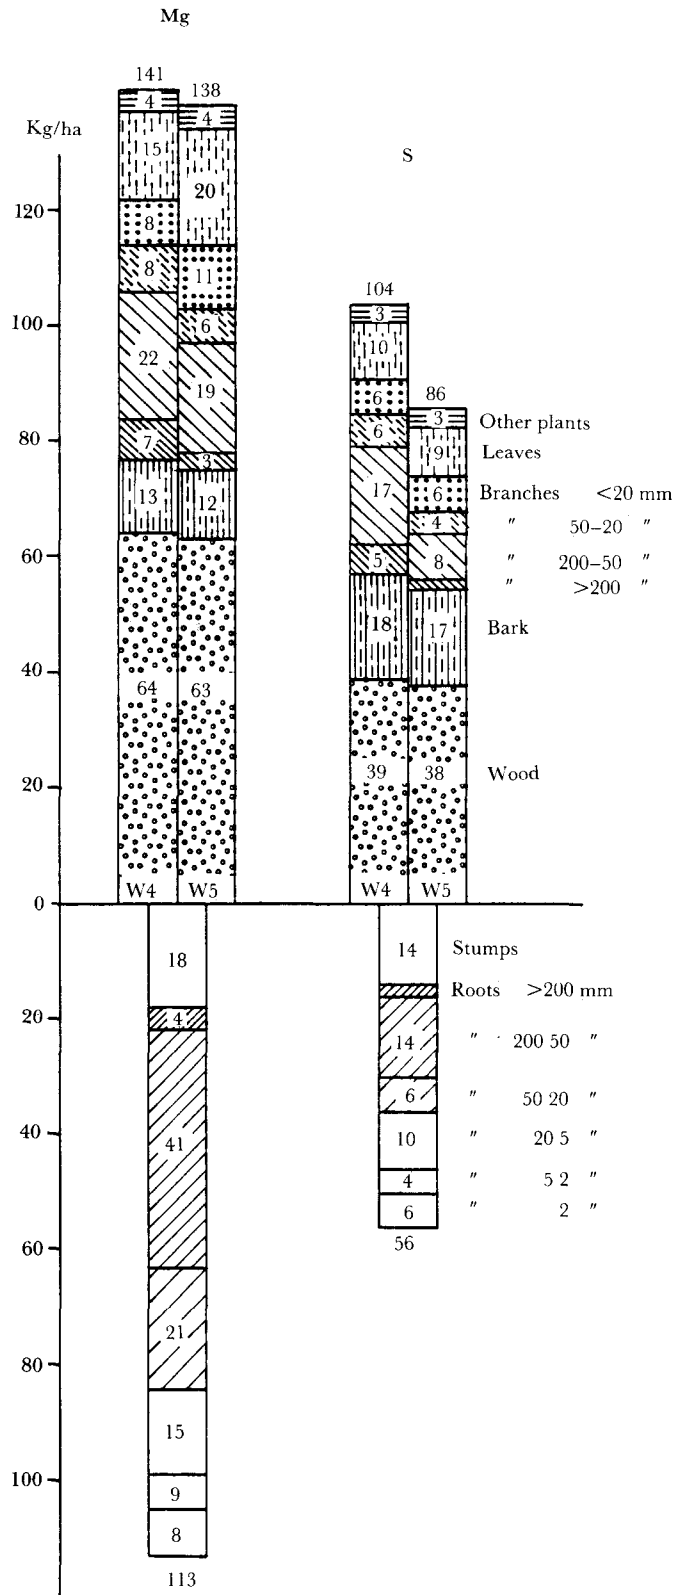 Mg
141
138
4
4
Kg/ha
15
S
20
120
8
8
11
104
3
100
6
10
22
86
19
6
3
Other plants
80
7
6
9
Leaves
3
13
12
17
6
Branches <20 mm
4
" 50–20 "
60
5
8
" 200–50 "
" >200 "
18
17
Bark
40
64
63
20
39
38
Wood
W4
W5
W4
W5
0
18
14
Stumps
Roots >200 mm
20
4
14
" 200 50 "
6
" 50 20 "
40
41
10
" 20 5 "
4
" 5 2 "
6
" 2 "
60
56
21
80
15
100
9
8
113